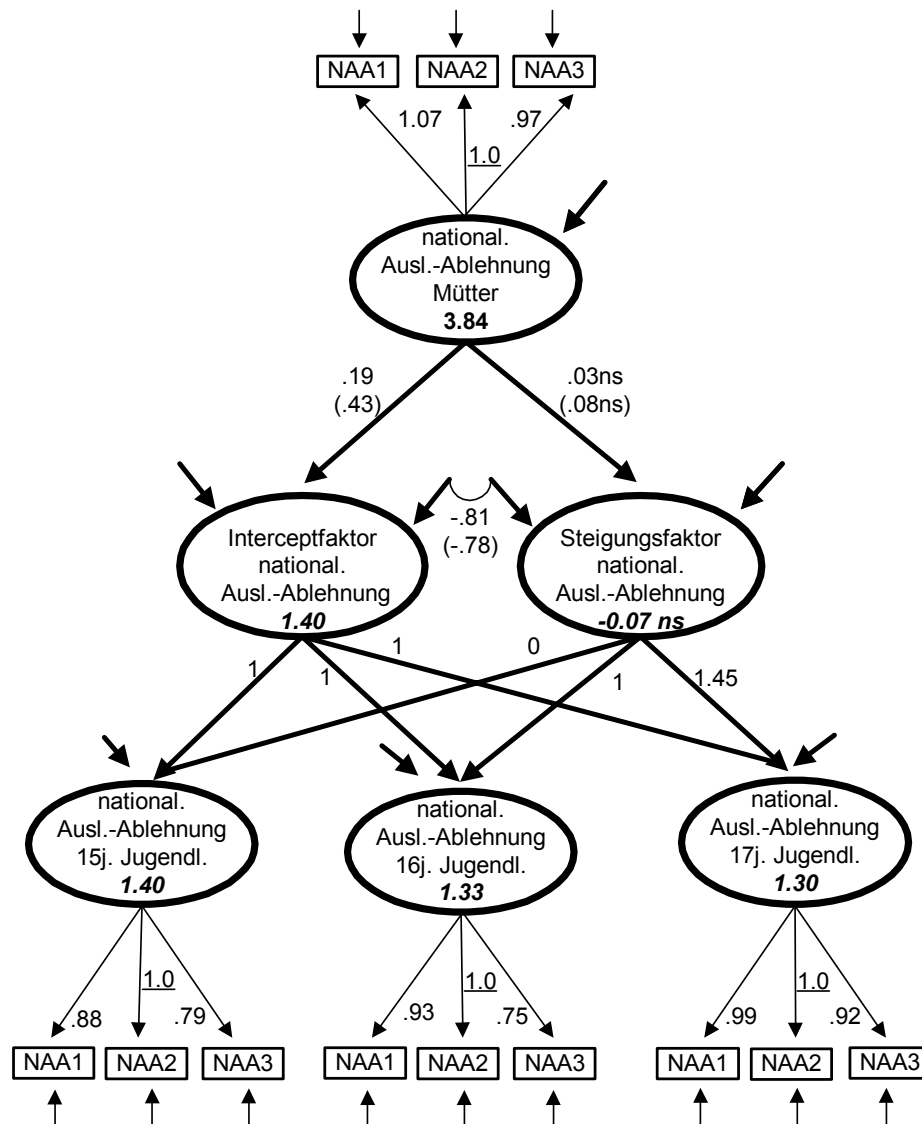 NAA1 NAA2 NAA3
1.07 .97
1.0
national.
Ausl.-Ablehnung
Mütter
3.84
.19 .03ns
(.43) (.08ns)
-.81
(-.78)
Interceptfaktor
national.
Ausl.-Ablehnung
1.40
Steigungsfaktor
national.
Ausl.-Ablehnung
-0.07 ns
1 1 1 0 1 1.45
national.
Ausl.-Ablehnung
15j. Jugendl.
1.40
national.
Ausl.-Ablehnung
16j. Jugendl.
1.33
national.
Ausl.-Ablehnung
17j. Jugendl.
1.30
.88 1.0 .79
.93 1.0 .75
.99 1.0 .92
NAA1 NAA2 NAA3
NAA1 NAA2 NAA3
NAA1 NAA2 NAA3